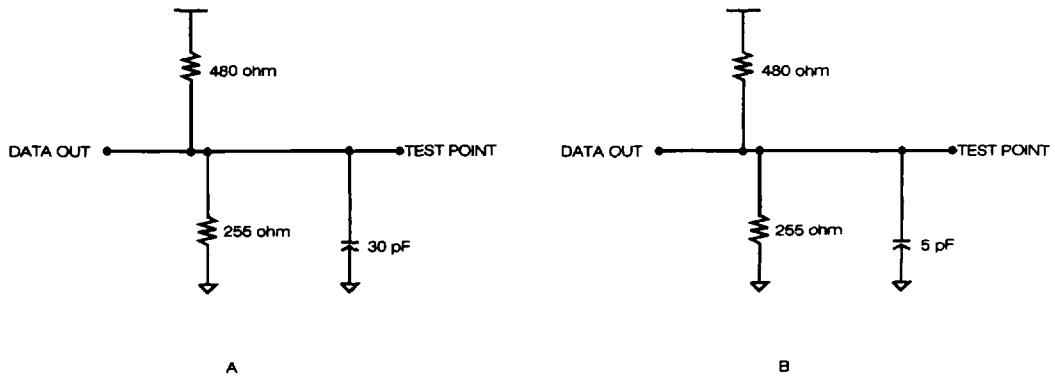 480 ohm
DATA OUT
TEST POINT
255 ohm
30 pF
A
480 ohm
DATA OUT
TEST POINT
255 ohm
5 pF
B